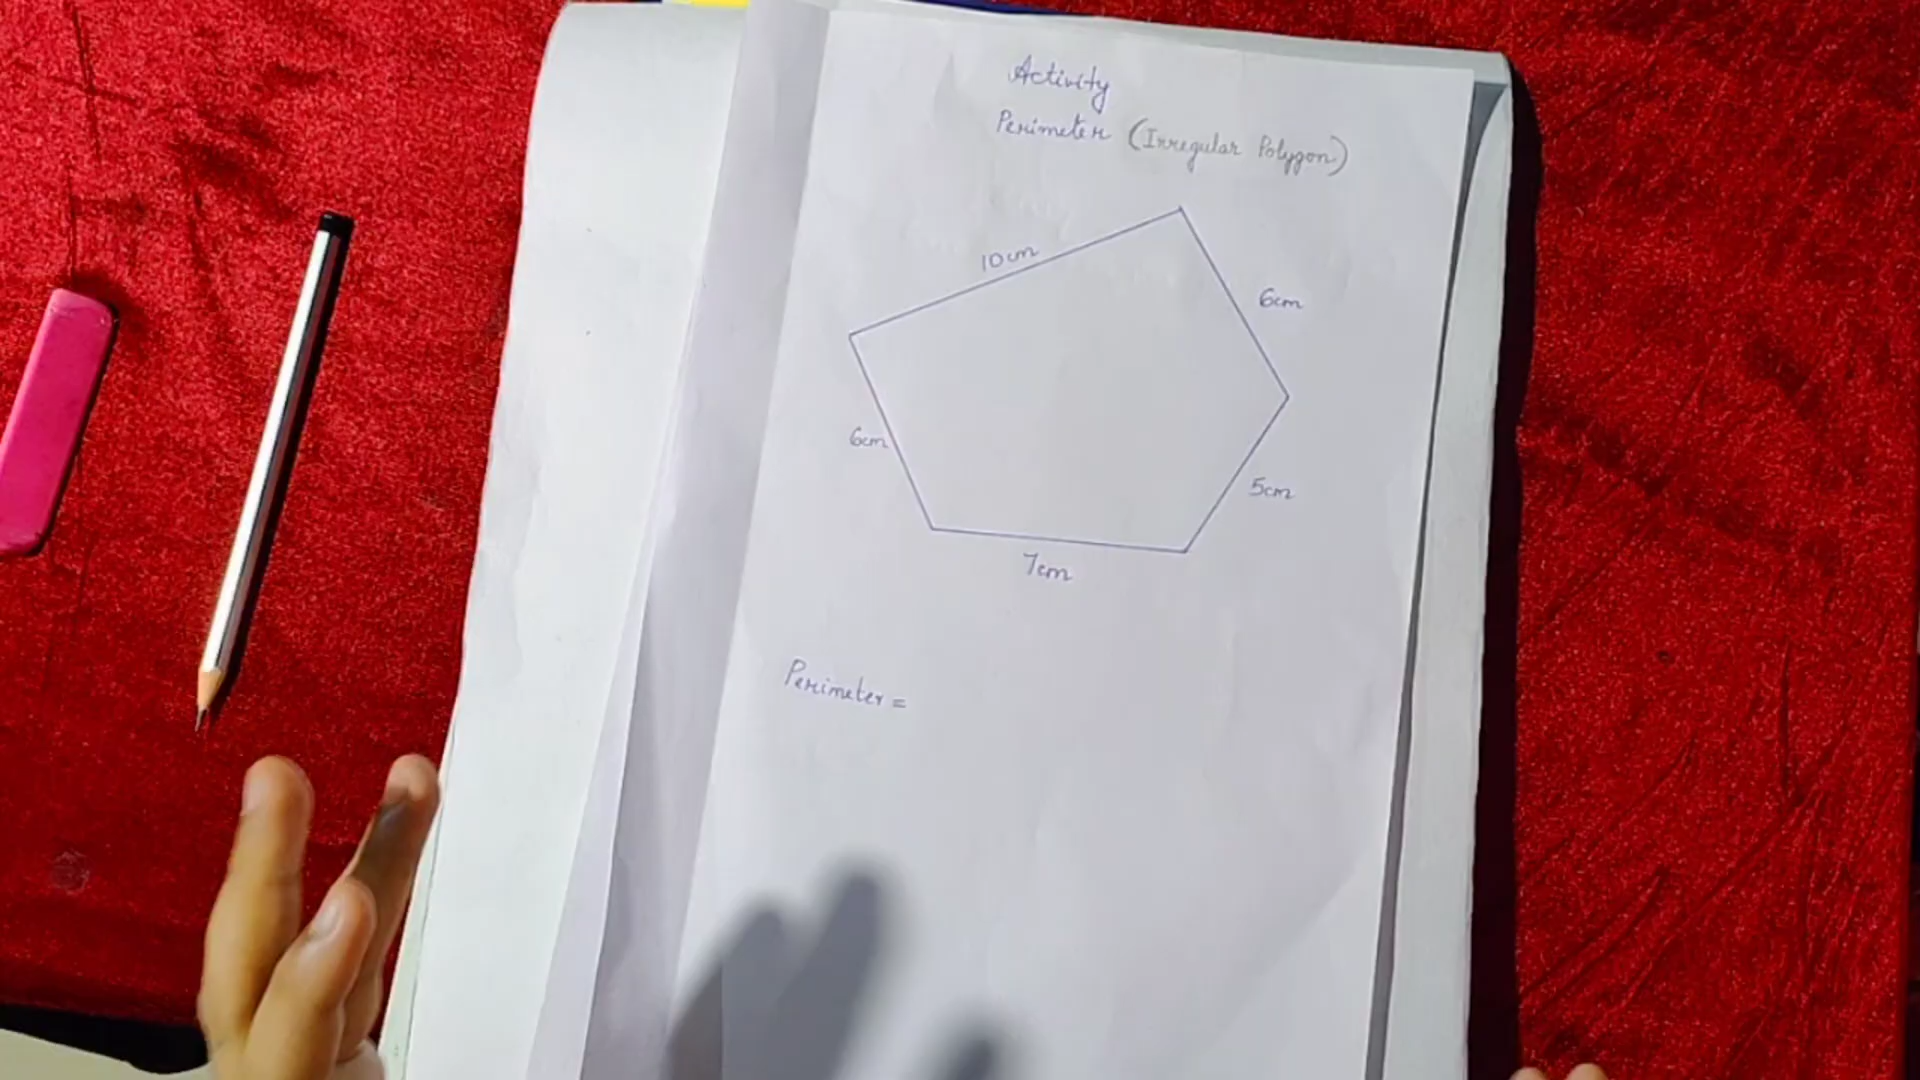 Activity
Perimeter (Irregular Polygon)
10cm
6cm
6cm
5cm
7cm
Perimeter =